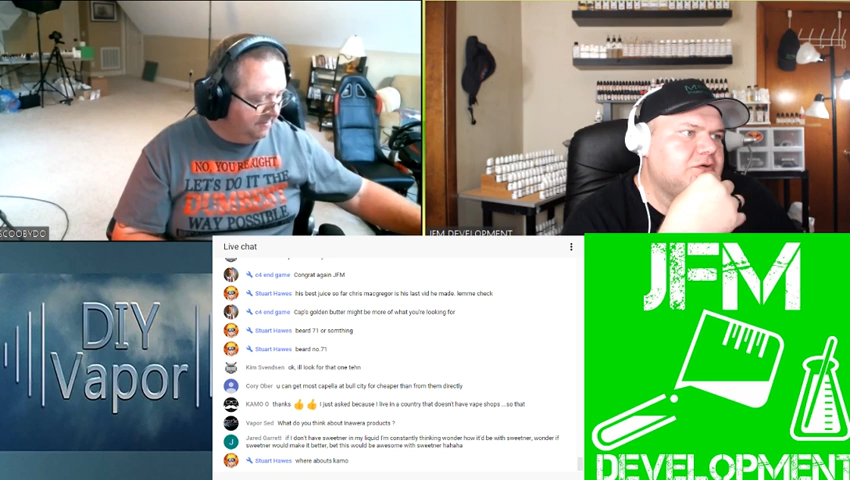 NO, YOU'RE RIGHT
LET'S DO IT THE
DUMBEST
WAY POSSIBLE
SCOOBYDO
JFM DEVELOPMENT
DIY
Vapor
Live chat
c4 end game Congrat again JFM
Stuart Hawes his best juice so far chris macgregor is his last vid he made. lemme check
c4 end game Cap's golden butter might be more of what you're looking for
Stuart Hawes beard 71 or somthing
Stuart Hawes beard no.71
Kim Svendsen ok, ill look for that one tehn
Cory Ober u can get most capella at bull city for cheaper than from them directly
KAMO O thanks 👍 👍 I just asked because I live In a country that doesn't have vape shops ...so that
Vapor Sed What do you think about Inawera products ?
Jared Garrett If I don't have sweetner in my liquid I'm constantly thinking wonder how it'd be with sweetner, wonder if
sweetner would make it better, bet this would be awesome with sweetner hahaha
Stuart Hawes where abouts kamo
JFM
DEVELOPMENT